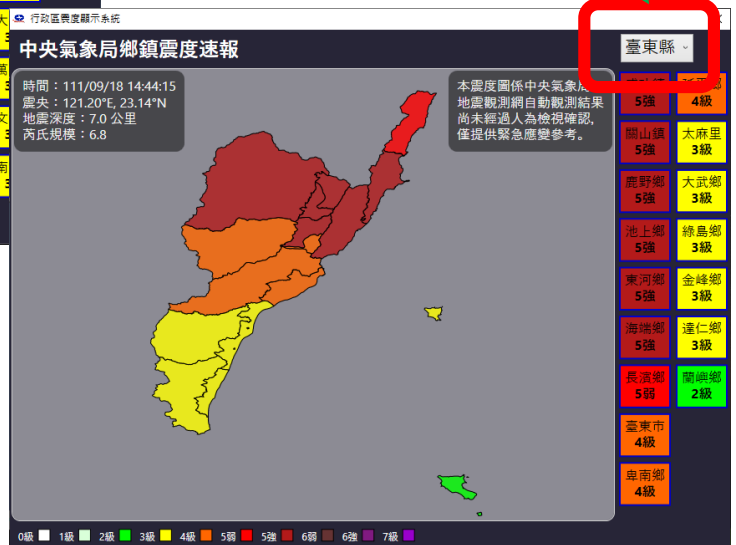 行政區震度顯示系統
中央氣象局鄉鎮震度速報
臺東縣
時間：111/09/18 14:44:15
震央：121.20°E, 23.14°N
地震深度：7.0 公里
芮氏規模：6.8
本震度圖係中央氣象局
地震觀測網自動觀測結果
尚未經過人為檢視確認,
僅提供緊急應變參考。
5強
4級
關山鎮
5強
太麻里
3級
鹿野鄉
5強
大武鄉
3級
池上鄉
5強
綠島鄉
3級
東河鄉
5強
金峰鄉
3級
海端鄉
5強
達仁鄉
3級
長濱鄉
5弱
蘭嶼鄉
2級
臺東市
4級
卑南鄉
4級
0級 1級 2級 3級 4級 5弱 5強 6弱 6強 7級